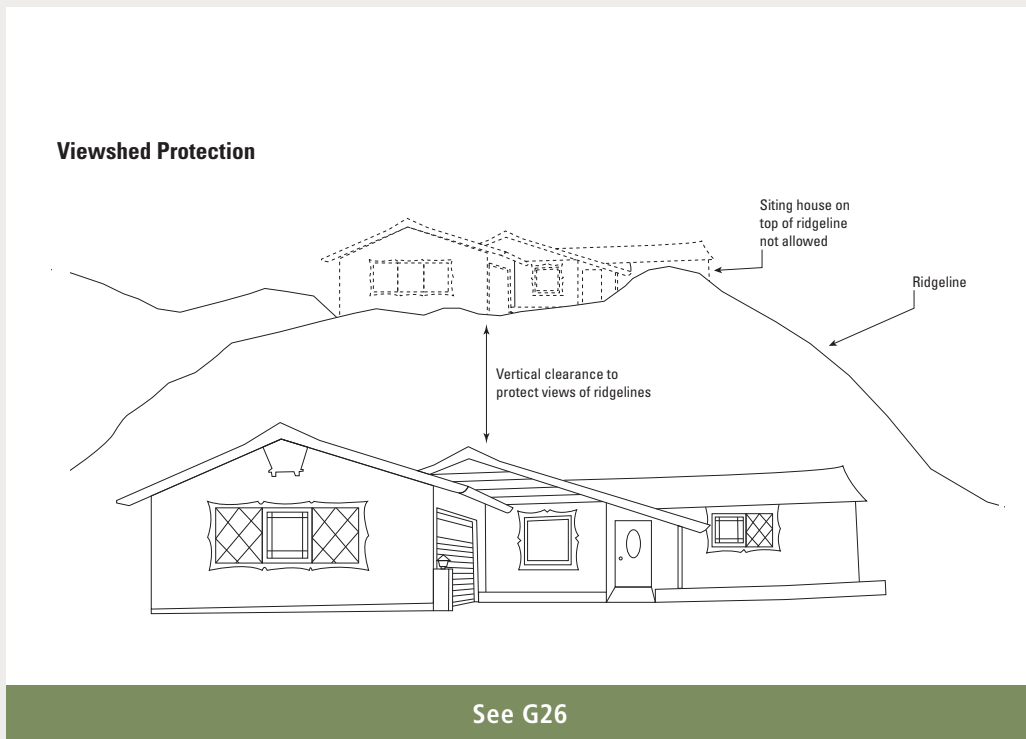 Viewshed Protection
Siting house on
top of ridgeline
not allowed
Ridgeline
Vertical clearance to
protect views of ridgelines
See G26